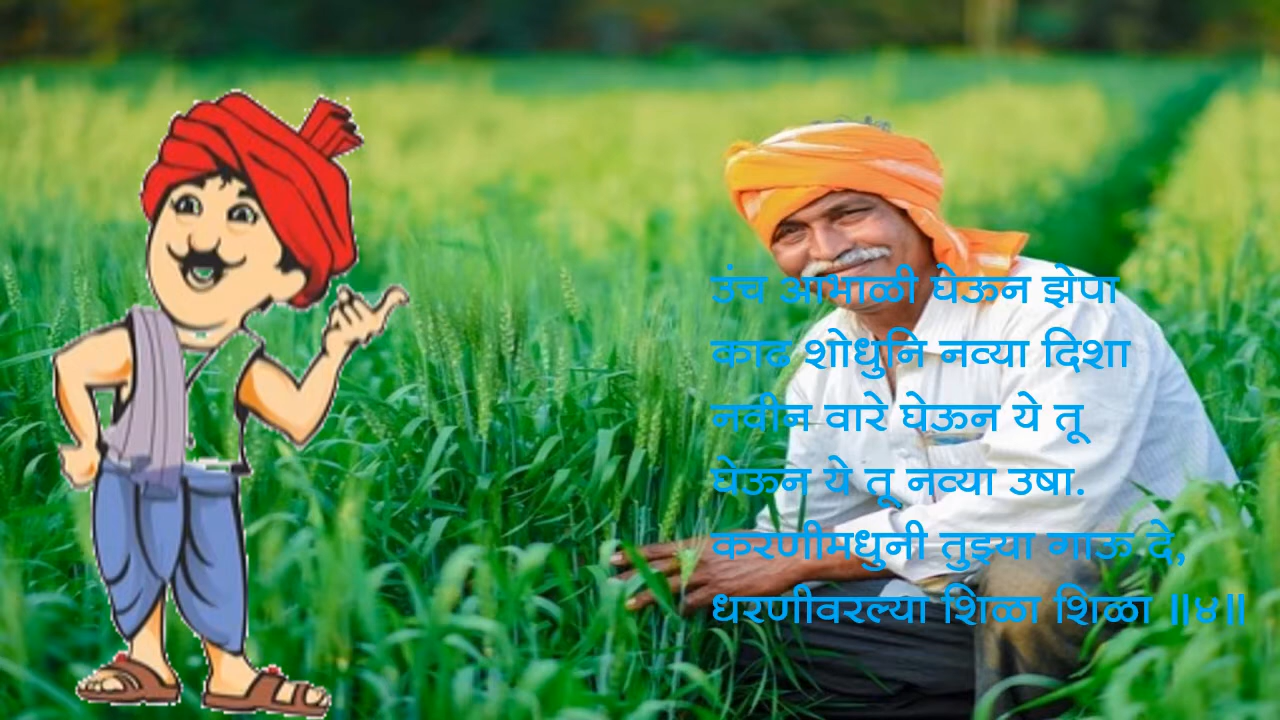 उंच आभाळी घेऊन झेपा
काढ शोधुनि नव्या दिशा
नवीन वारे घेऊन ये तू
घेऊन ये तू नव्या उषा.
करणीमधुनी तुझ्या गाऊ दे,
धरणीवरल्या शिळा शिळा ॥४॥